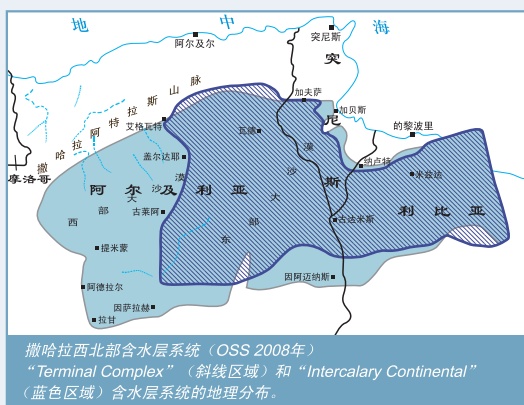 地 中 海
阿尔及尔
突尼斯
突
尼
斯
加夫萨
加贝斯
的黎波里
撒 哈 拉 阿 特 拉 斯 山 脉
艾格瓦特
瓦德
纳卢特
摩洛哥
盖尔达耶
米兹达
阿 尔 及 利 亚
利 比 亚
西 部 大 沙 漠
东 部 大 沙 漠
古莱阿
古达米斯
提米蒙
因阿迈纳斯
阿德拉尔
因萨拉赫
拉甘
撒哈拉西北部含水层系统（OSS 2008年）
“Terminal Complex”（斜线区域）和“Intercalary Continental”
（蓝色区域）含水层系统的地理分布。